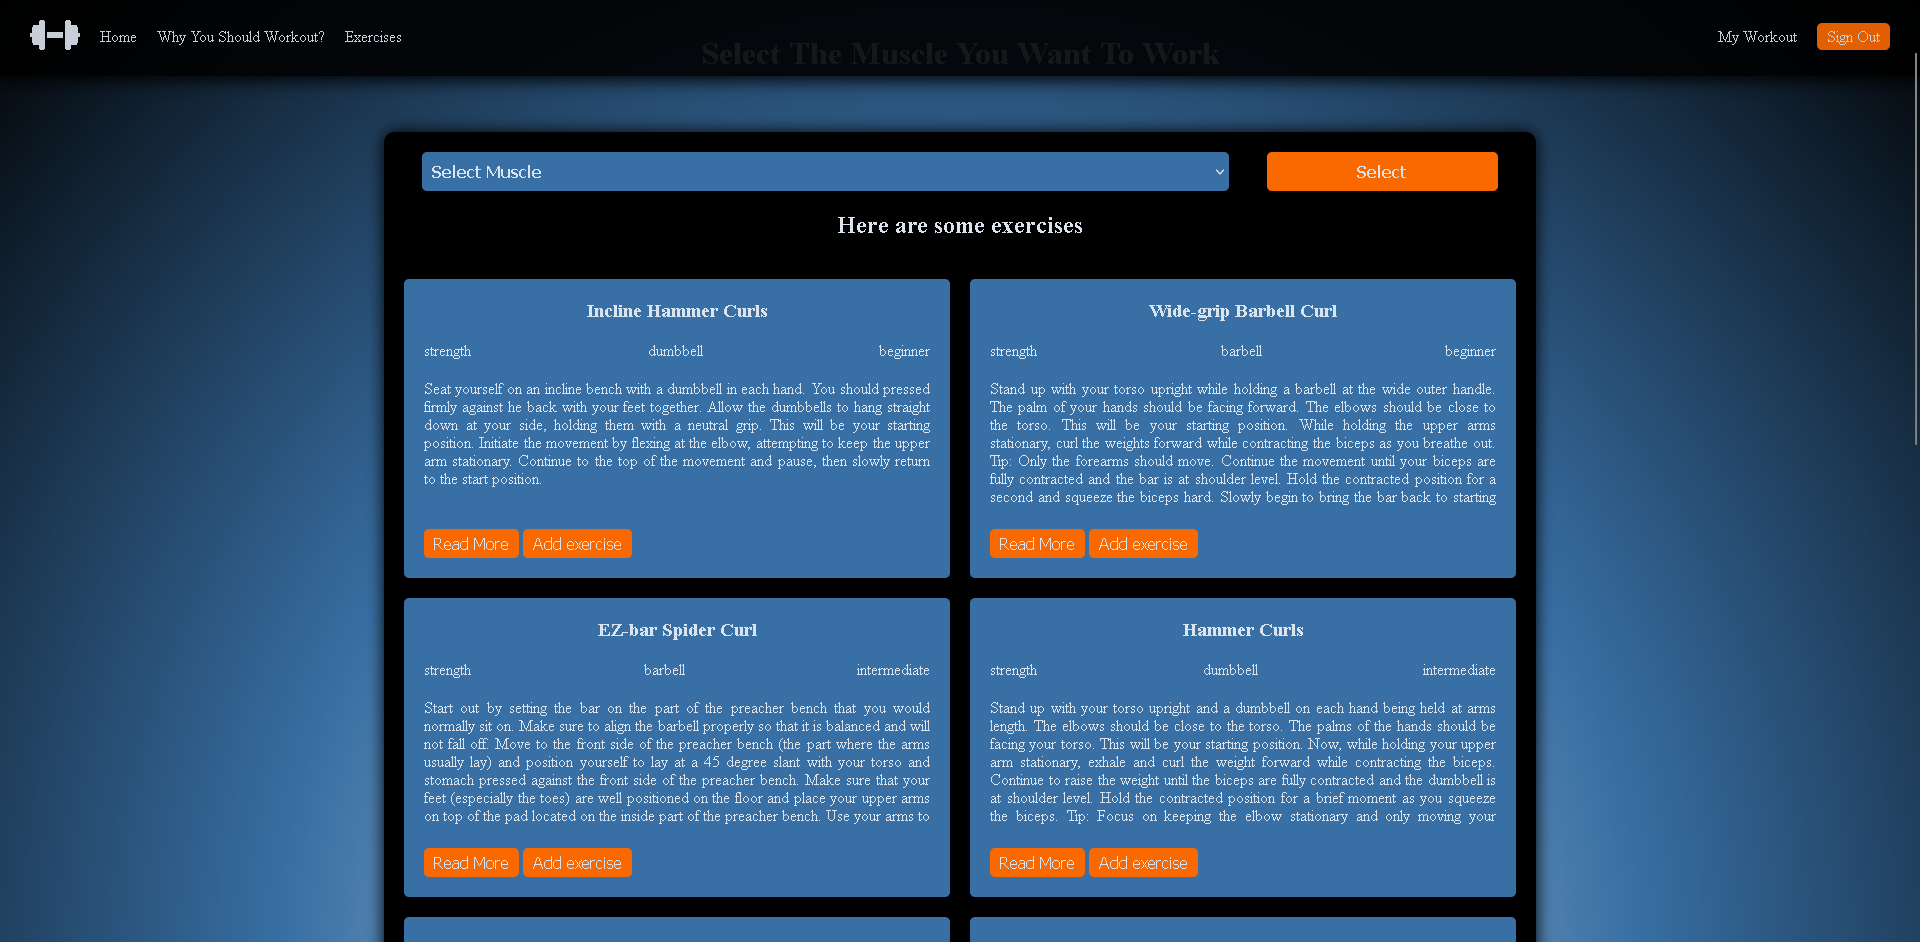 Home Why You Should Workout? Exercises My Workout Sign Out
Select The Muscle You Want To Work
Select Muscle Select
Here are some exercises
Incline Hammer Curls
strength dumbbell beginner
Seat yourself on an incline bench with a dumbbell in each hand. You should pressed
firmly against he back with your feet together. Allow the dumbbells to hang straight
down at your side, holding them with a neutral grip. This will be your starting
position. Initiate the movement by flexing at the elbow, attempting to keep the upper
arm stationary. Continue to the top of the movement and pause, then slowly return
to the start position.
Read More Add exercise
Wide-grip Barbell Curl
strength barbell beginner
Stand up with your torso upright while holding a barbell at the wide outer handle.
The palm of your hands should be facing forward. The elbows should be close to
the torso. This will be your starting position. While holding the upper arms
stationary, curl the weights forward while contracting the biceps as you breathe out.
Tip: Only the forearms should move. Continue the movement until your biceps are
fully contracted and the bar is at shoulder level. Hold the contracted position for a
second and squeeze the biceps hard. Slowly begin to bring the bar back to starting
Read More Add exercise
EZ-bar Spider Curl
strength barbell intermediate
Start out by setting the bar on the part of the preacher bench that you would
normally sit on. Make sure to align the barbell properly so that it is balanced and will
not fall off. Move to the front side of the preacher bench (the part where the arms
usually lay) and position yourself to lay at a 45 degree slant with your torso and
stomach pressed against the front side of the preacher bench. Make sure that your
feet (especially the toes) are well positioned on the floor and place your upper arms
on top of the pad located on the inside part of the preacher bench. Use your arms to
Read More Add exercise
Hammer Curls
strength dumbbell intermediate
Stand up with your torso upright and a dumbbell on each hand being held at arms
length. The elbows should be close to the torso. The palms of the hands should be
facing your torso. This will be your starting position. Now, while holding your upper
arm stationary, exhale and curl the weight forward while contracting the biceps.
Continue to raise the weight until the biceps are fully contracted and the dumbbell is
at shoulder level. Hold the contracted position for a brief moment as you squeeze
the biceps. Tip: Focus on keeping the elbow stationary and only moving your
Read More Add exercise